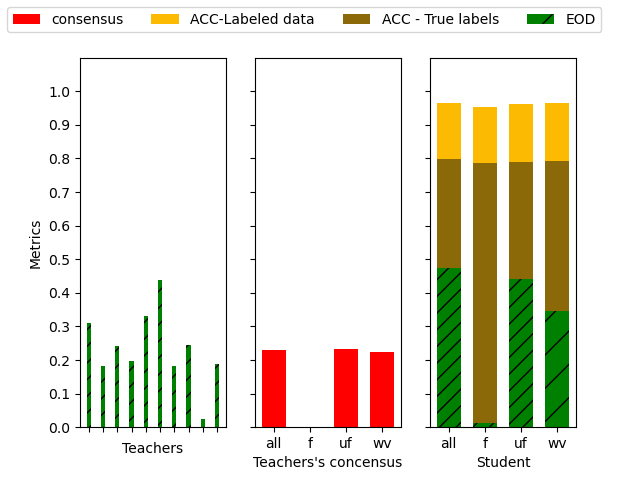 consensus ACC-Labeled data ACC - True labels EOD
Metrics
1.0
0.9
0.8
0.7
0.6
0.5
0.4
0.3
0.2
0.1
0.0
all f uf wv all f uf wv
Teachers Teachers's concensus Student